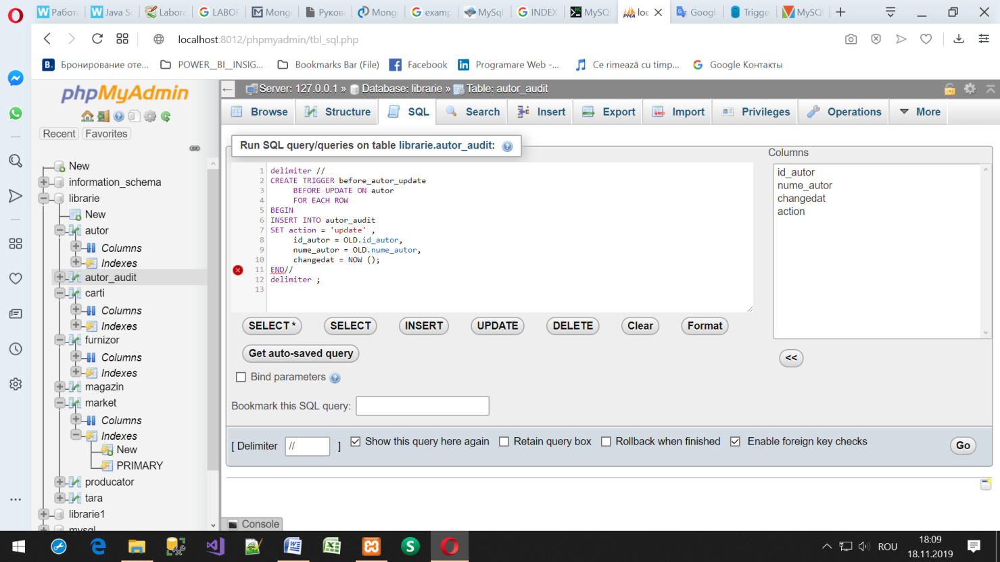 Работа
Java Sc
Labora
LABOR
Mong
Руков
Mong
examp
MySql
INDEX
MySQL
loc
Googl
Trigge
MySQL
localhost:8012/phpmyadmin/tbl_sql.php
Бронирование оте...
POWER__BI__INSIG...
Bookmarks Bar (File)
Facebook
Programare Web -...
Ce rimează cu timp...
Google Контакты
phpMyAdmin
Recent
Favorites
New
information_schema
librarie
New
autor
Columns
Indexes
autor_audit
carti
Columns
Indexes
furnizor
Columns
Indexes
magazin
market
Columns
Indexes
New
PRIMARY
producator
tara
librarie1
mysql
Server: 127.0.0.1 » Database: librarie » Table: autor_audit
Browse
Structure
SQL
Search
Insert
Export
Import
Privileges
Operations
More
Run SQL query/queries on table librarie.autor_audit:
1 delimiter //
2 CREATE TRIGGER before_autor_update
3 BEFORE UPDATE ON autor
4 FOR EACH ROW
5 BEGIN
6 INSERT INTO autor_audit
7 SET action = 'update' ,
8 id_autor = OLD.id_autor,
9 nume_autor = OLD.nume_autor,
10 changedat = NOW ();
11 END//
12 delimiter ;
13
Columns
id_autor
nume_autor
changedat
action
<<
SELECT *
SELECT
INSERT
UPDATE
DELETE
Clear
Format
Get auto-saved query
Bind parameters
Bookmark this SQL query:
[ Delimiter // ]
Show this query here again
Retain query box
Rollback when finished
Enable foreign key checks
Go
Console
ROU
18:09
18.11.2019